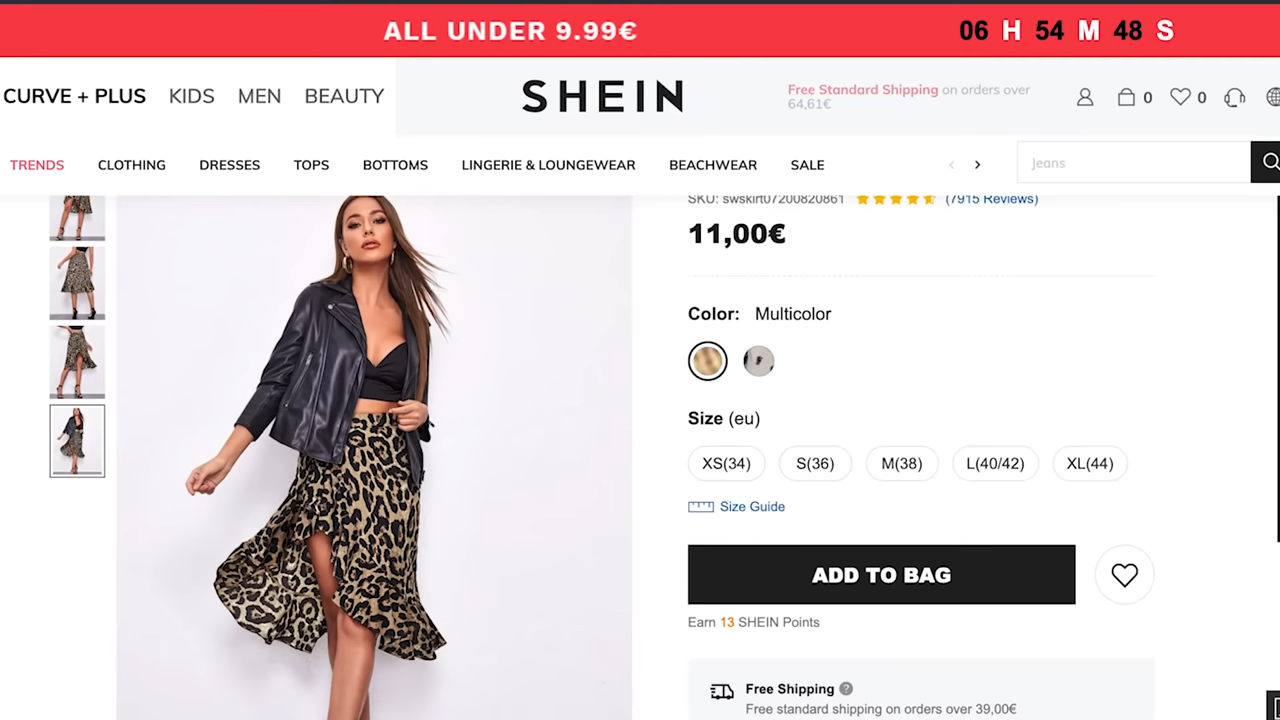 ALL UNDER 9.99€
06 H 54 M 48 S
CURVE + PLUS KIDS MEN BEAUTY
SHEIN
Free Standard Shipping on orders over
64,61€
0
0
TRENDS CLOTHING DRESSES TOPS BOTTOMS LINGERIE & LOUNGEWEAR BEACHWEAR SALE
Jeans
SKU: swskirt07200820861 (7915 Reviews)
11,00€
Color: Multicolor
Size (eu)
XS(34) S(36) M(38) L(40/42) XL(44)
Size Guide
ADD TO BAG
Earn 13 SHEIN Points
Free Shipping ?
Free standard shipping on orders over 39,00€